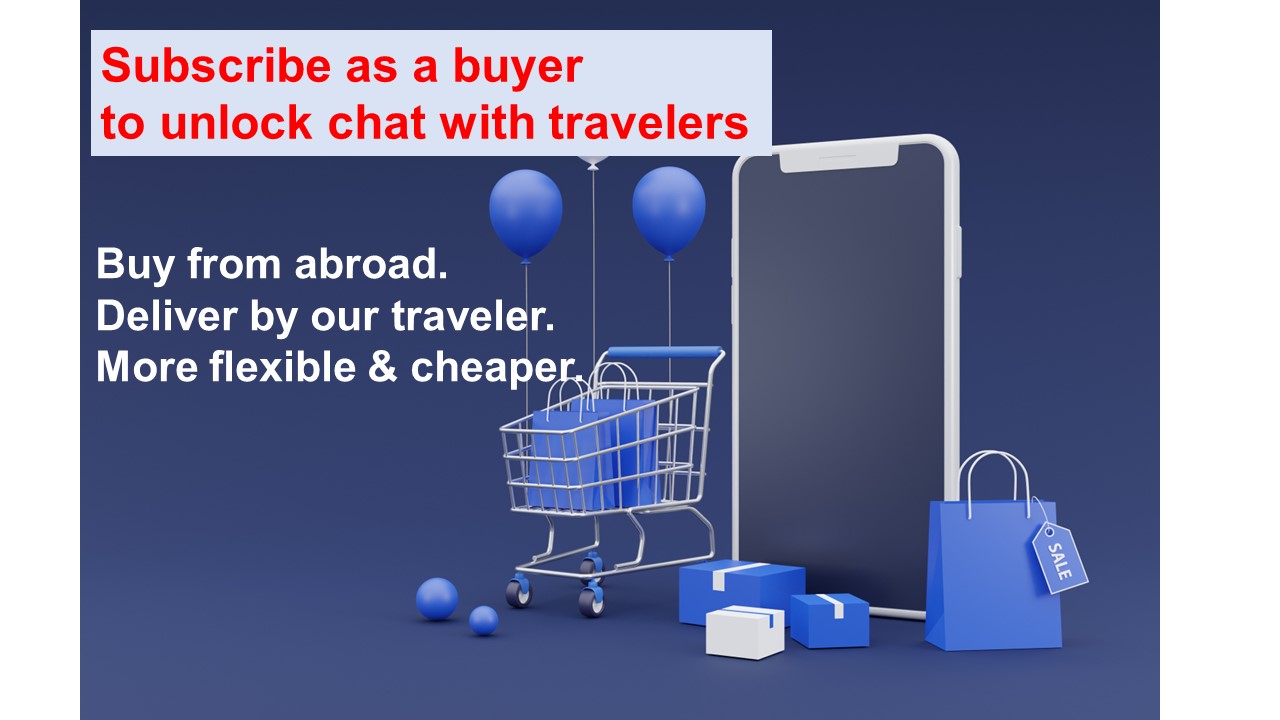 Subscribe as a buyer
to unlock chat with travelers
Buy from abroad.
Deliver by our traveler.
More flexible & cheaper.
SALE